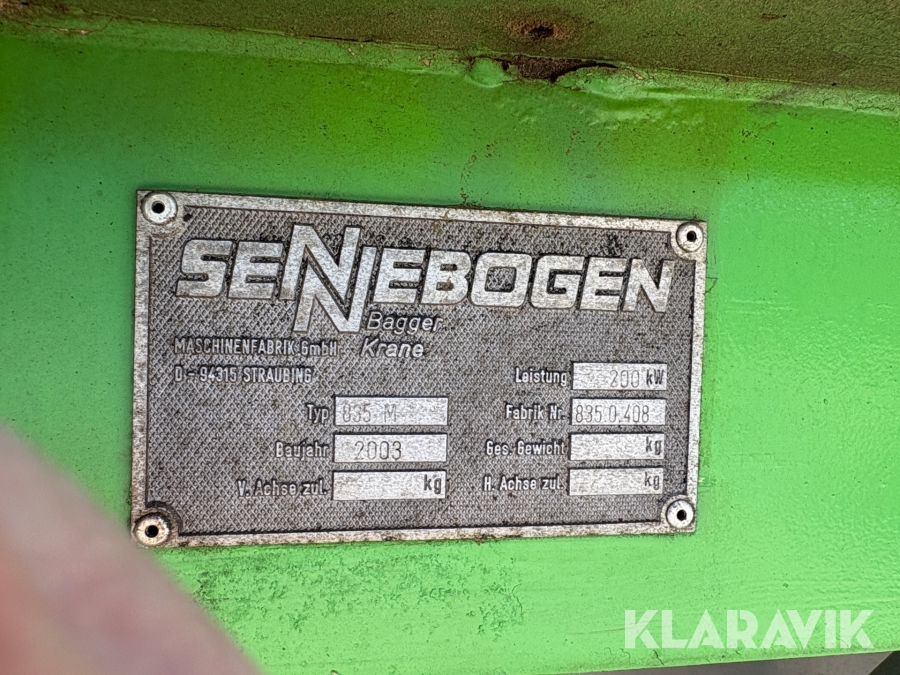 SENNEBOGEN
Bagger
MASCHINENFABRIK GmbH Krane
D - 94315 STRAUBING
Leistung 200 kW
Typ 835 M Fabrik Nr. 835.0.408
Baujahr 2003 Ges. Gewicht kg
V. Achse zul. kg H. Achse zul. kg
KLARAVIK